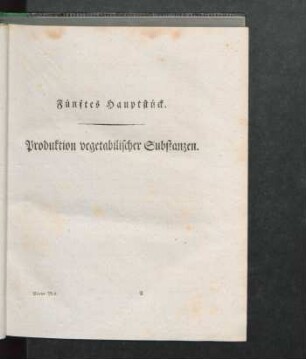 Fünftes Hauptstück.
Produktion vegetabilischer Substanzen.